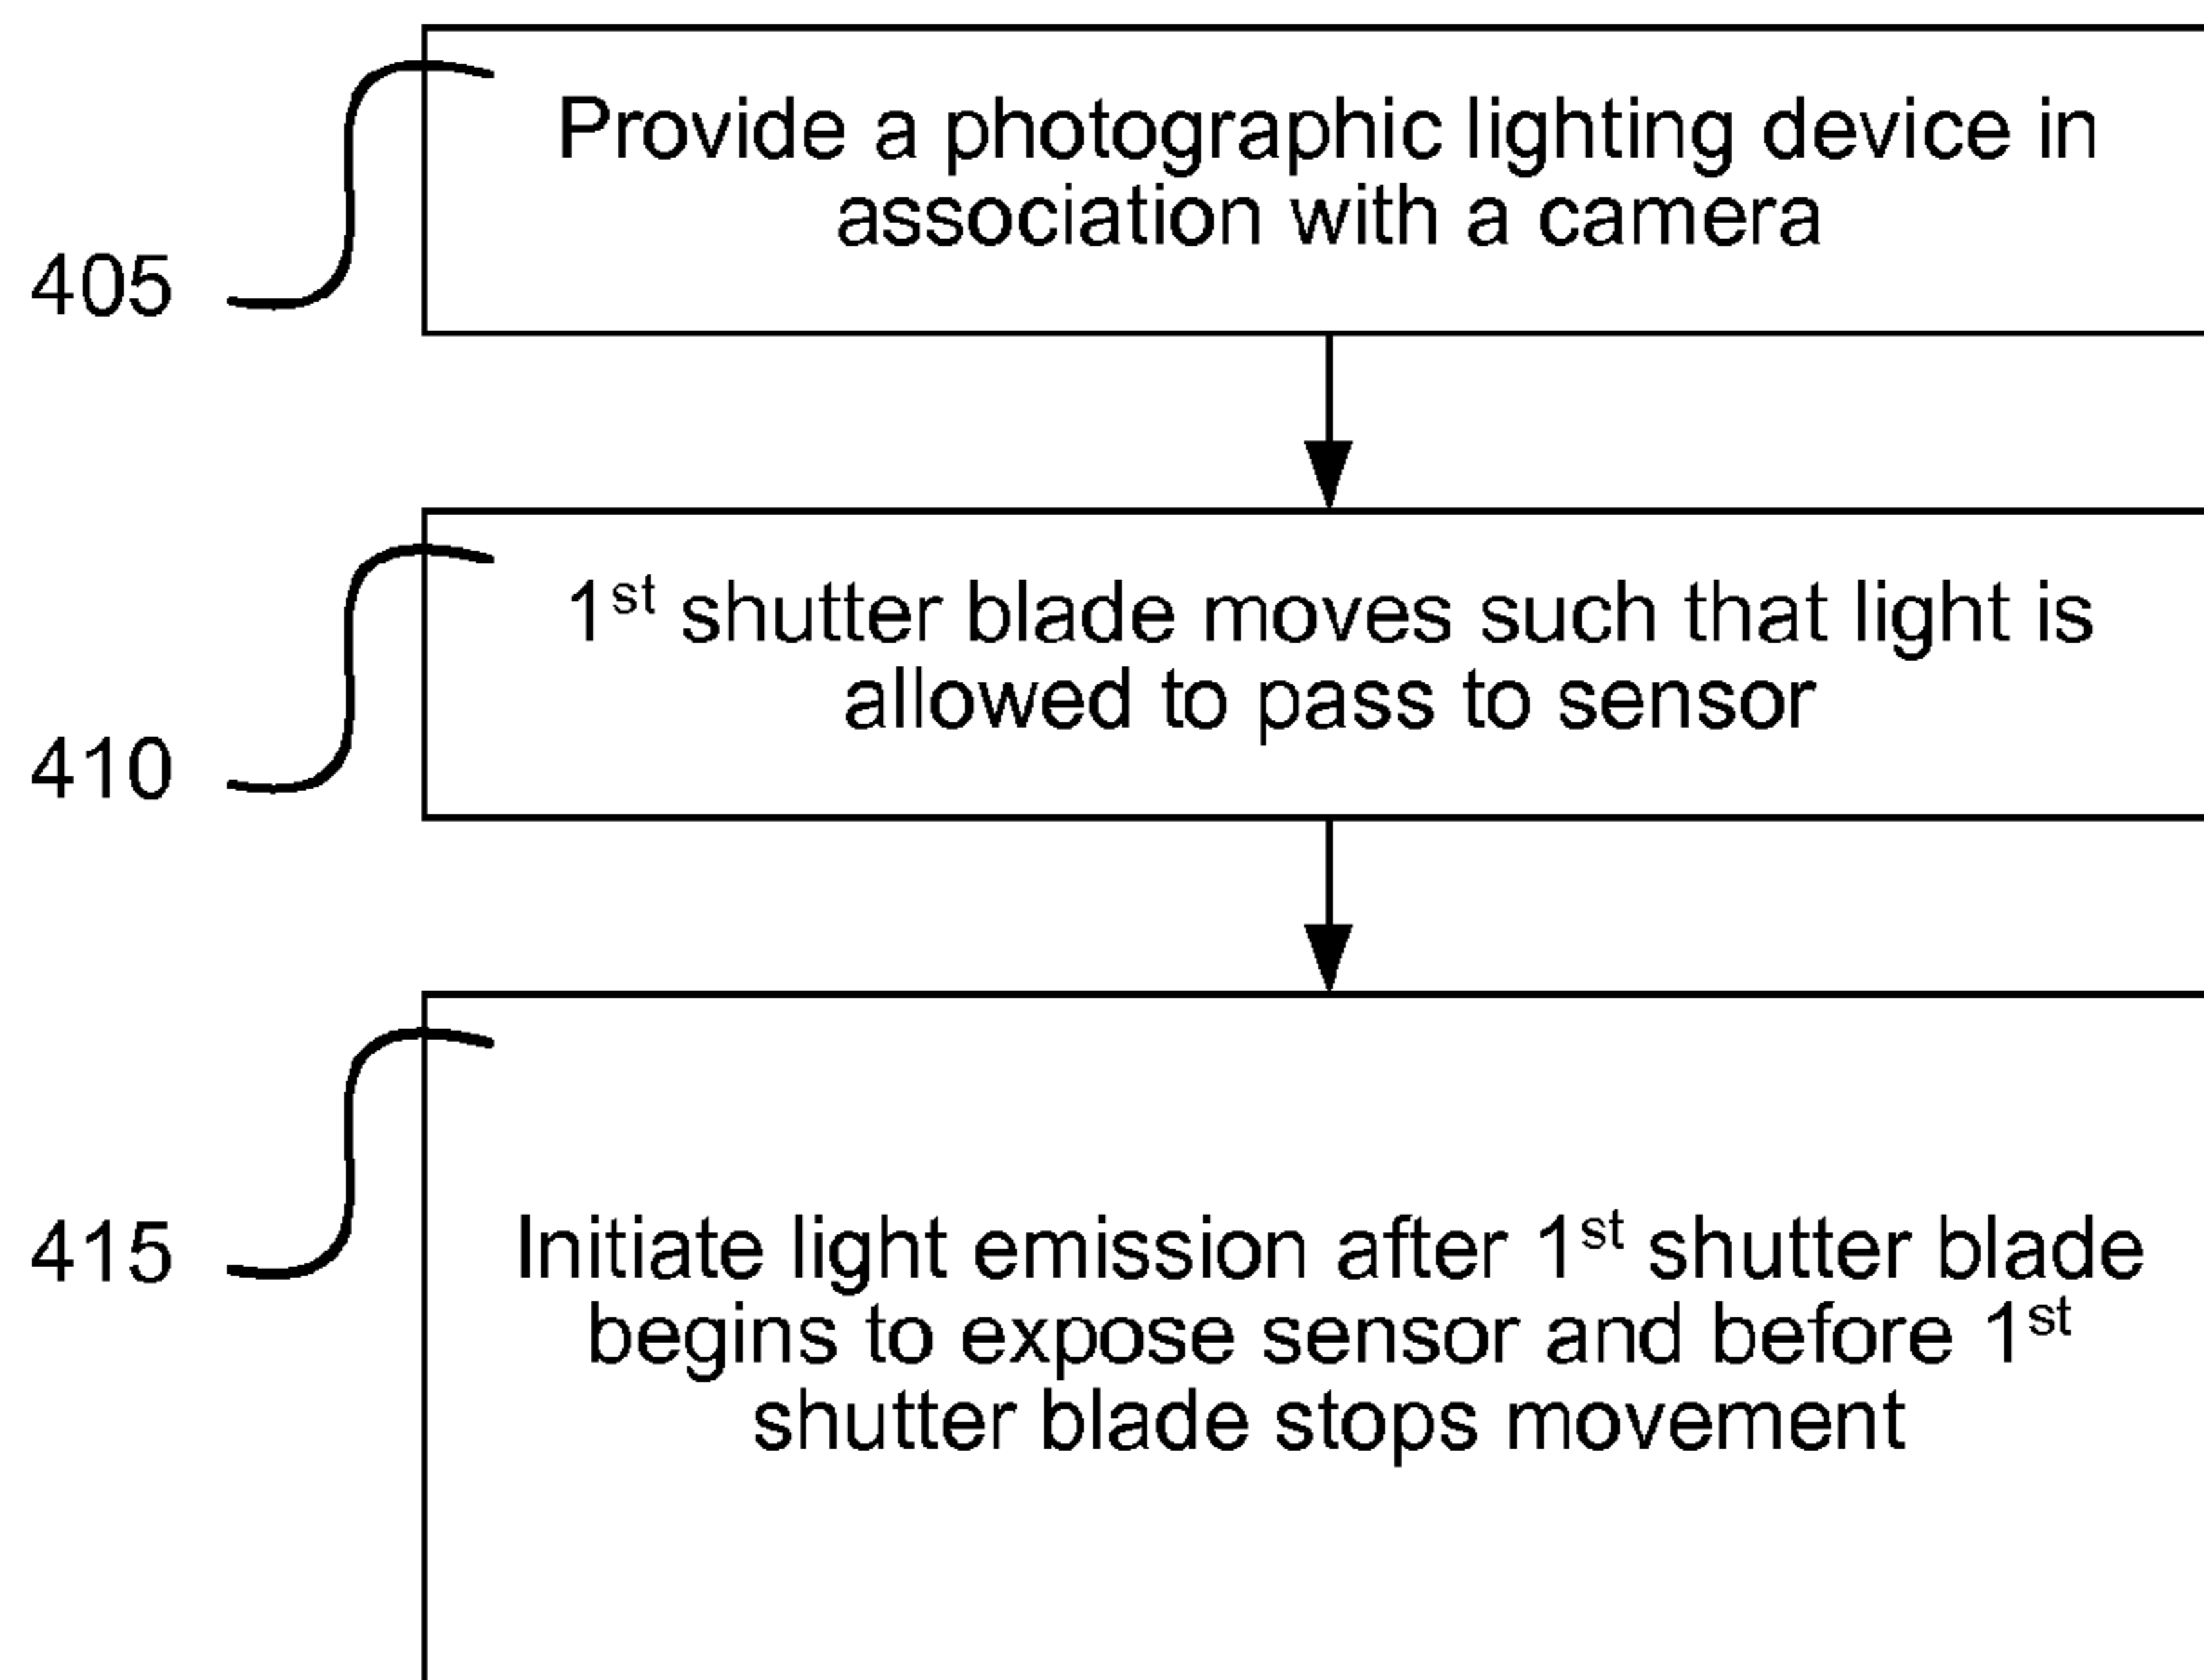 Provide a photographic lighting device in
association with a camera
405
1st shutter blade moves such that light is
allowed to pass to sensor
410
Initiate light emission after 1st shutter blade
begins to expose sensor and before 1st
shutter blade stops movement
415